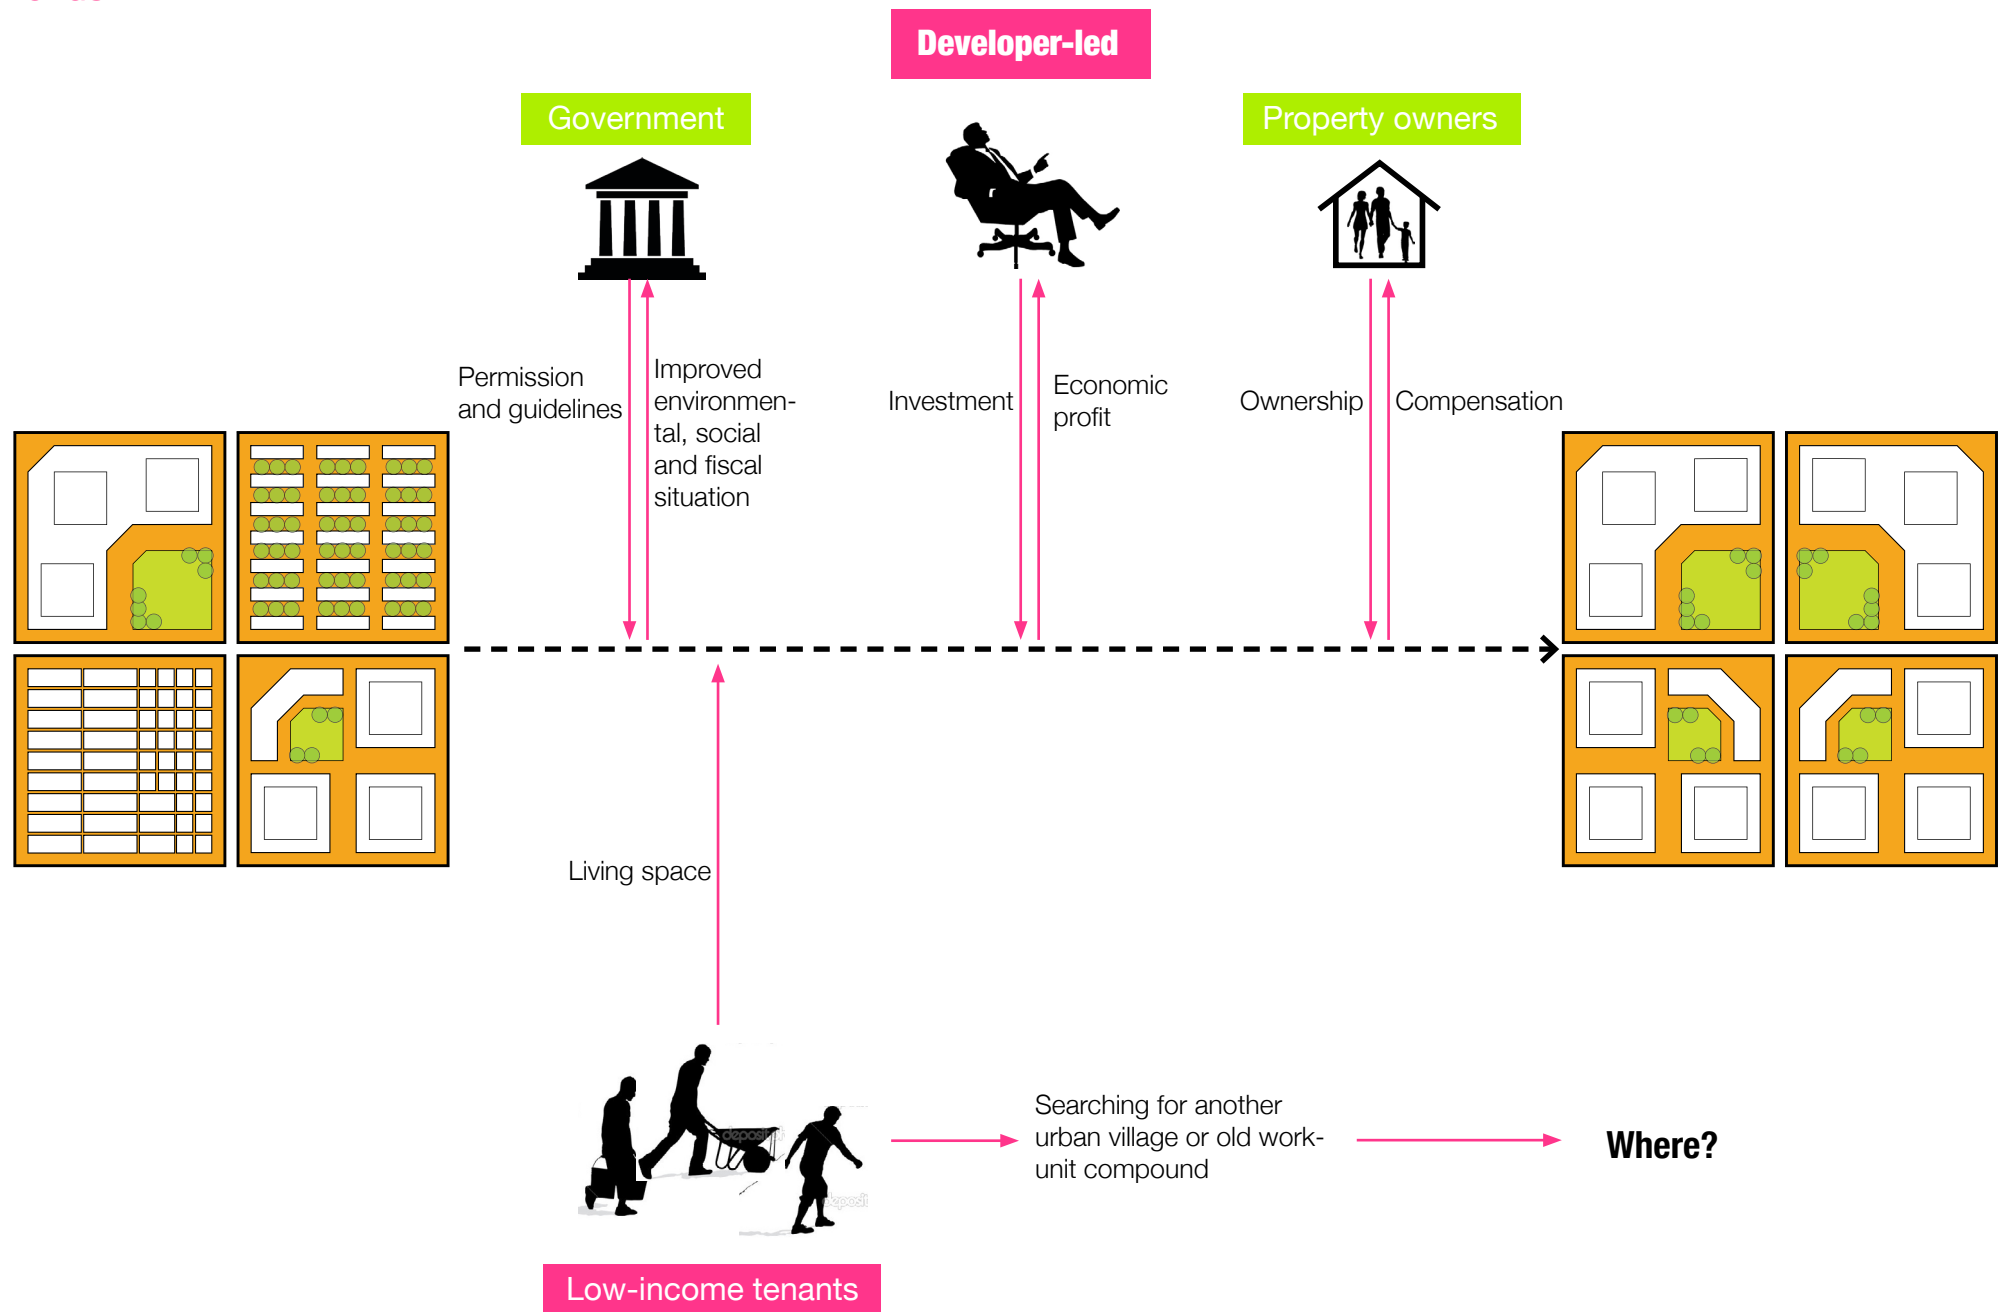 Developer-led
Government
Property owners
Permission
and guidelines
Improved
environmen-
tal, social
and fiscal
situation
Investment
Economic
profit
Ownership
Compensation
Living space
Searching for another
urban village or old work-
unit compound
Where?
Low-income tenants